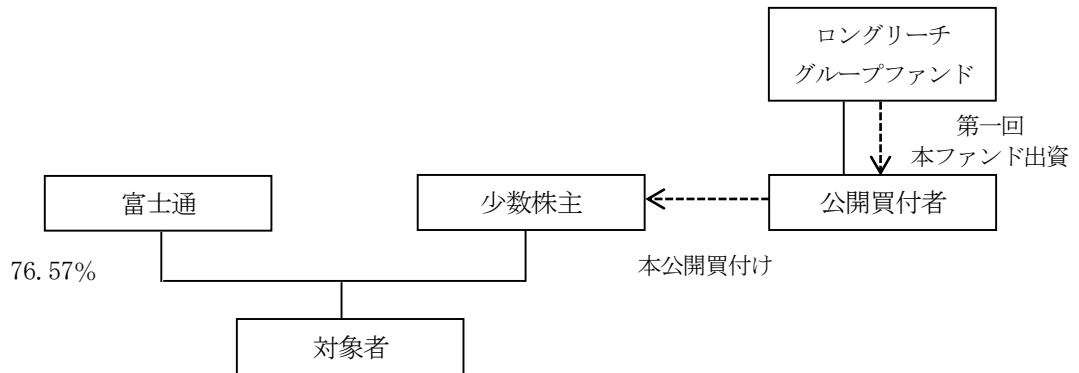 ロングリーチ
グループファンド
第一回
本ファンド出資
富士通
少数株主
公開買付者
76.57%
本公開買付け
対象者